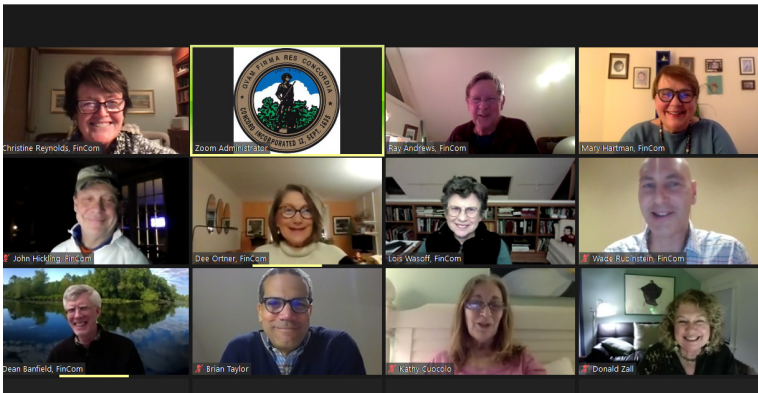 Christine Reynolds, FinCom
QVAM FIRMA RES CONCORDIA
CONCORD INCORPORATED 12, SEPT. 1635
Zoom Administrator
Ray Andrews, FinCom
Mary Hartman, FinCom
John Hickling, FinCom
Dee Ortner, FinCom
Lois Wasoff, FinCom
Wade Rubinstein, FinCom
Dean Banfield, FinCom
Brian Taylor
Kathy Cuocolo
Donald Zall